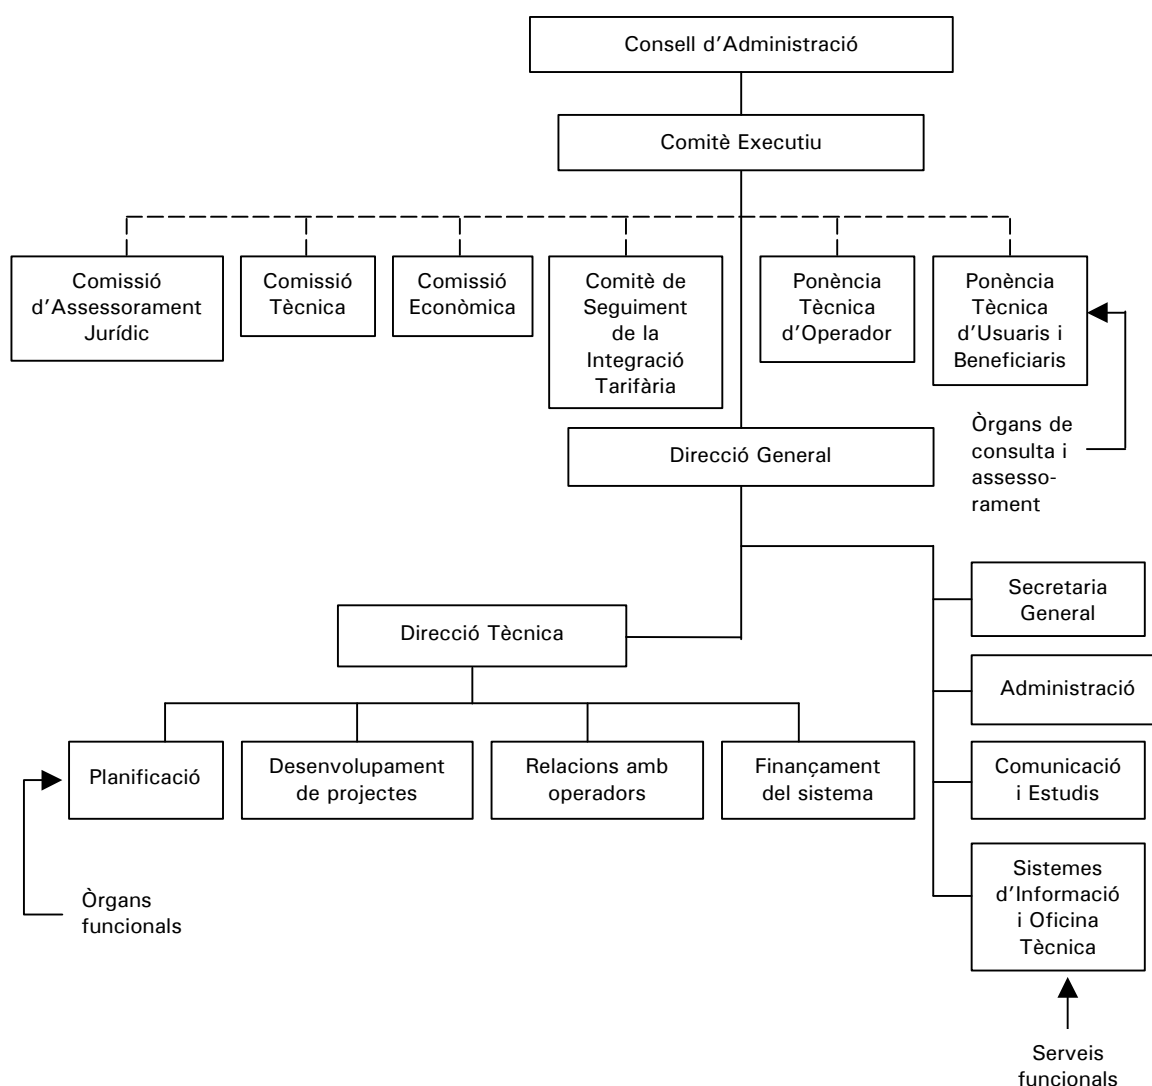 Consell d'Administració
Comitè Executiu
Comissió
d'Assessorament
Jurídic
Comissió
Tècnica
Comissió
Econòmica
Comitè de
Seguiment
de la
Integració
Tarifària
Ponència
Tècnica
d'Operador
Ponència
Tècnica
d'Usuaris i
Beneficiaris
Òrgans de
consulta i
assesso-
rament
Direcció General
Secretaria
General
Direcció Tècnica
Administració
Planificació
Desenvolupament
de projectes
Relacions amb
operadors
Finançament
del sistema
Comunicació
i Estudis
Òrgans
funcionals
Sistemes
d'Informació
i Oficina
Tècnica
Serveis
funcionals